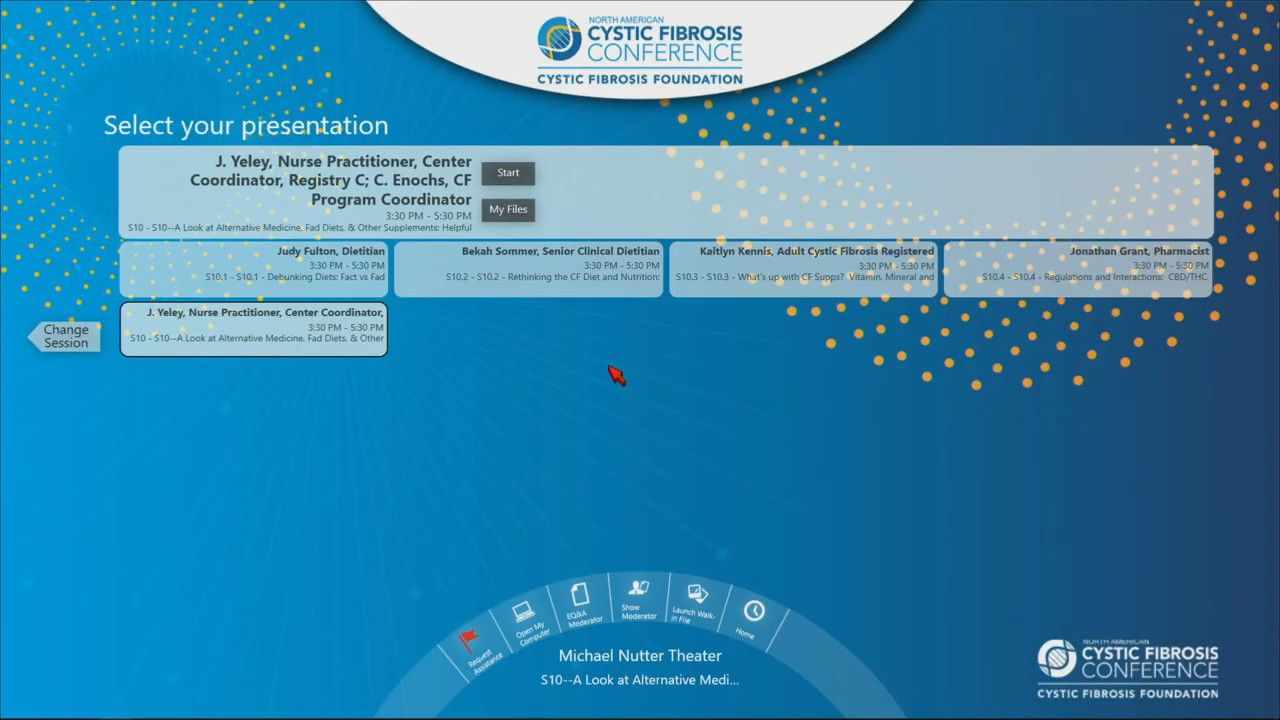 NORTH AMERICAN
CYSTIC FIBROSIS
CONFERENCE
CYSTIC FIBROSIS FOUNDATION
Select your presentation
J. Yeley, Nurse Practitioner, Center
Coordinator, Registry C; C. Enochs, CF
Program Coordinator
3:30 PM - 5:30 PM
S10 - S10--A Look at Alternative Medicine, Fad Diets, & Other Supplements: Helpful
Start
My Files
Judy Fulton, Dietitian
3:30 PM - 5:30 PM
S10.1 - S10.1 - Debunking Diets: Fact vs Fad
Bekah Sommer, Senior Clinical Dietitian
3:30 PM - 5:30 PM
S10.2 - S10.2 - Rethinking the CF Diet and Nutrition:
Kaitlyn Kennis, Adult Cystic Fibrosis Registered
3:30 PM - 5:30 PM
S10.3 - S10.3 - What's up with CF Supps? Vitamin, Mineral and
Jonathan Grant, Pharmacist
3:30 PM - 5:30 PM
S10.4 - S10.4 - Regulations and Interactions: CBD/THC,
Change
Session
J. Yeley, Nurse Practitioner, Center Coordinator,
3:30 PM - 5:30 PM
S10 - S10--A Look at Alternative Medicine, Fad Diets, & Other
Request
Assistance
Open My
Computer
EQ&A
Moderator
Show
Moderator
Launch Walk-
in File
Home
Michael Nutter Theater
S10--A Look at Alternative Medi...
NORTH AMERICAN
CYSTIC FIBROSIS
CONFERENCE
CYSTIC FIBROSIS FOUNDATION